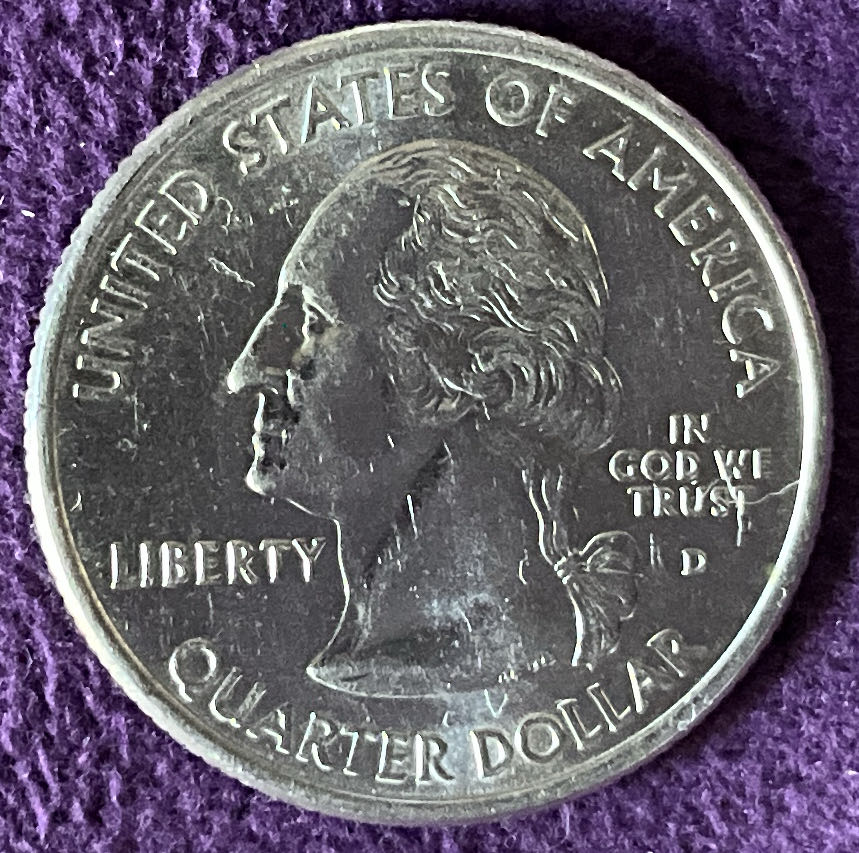 UNITED STATES OF AMERICA
IN
GOD WE
TRUST
LIBERTY
D
QUARTER DOLLAR